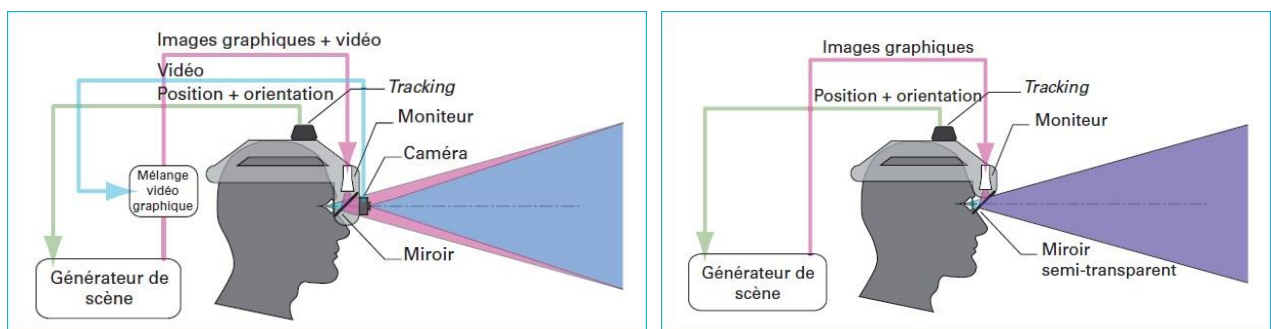 Images graphiques + vidéo
Vidéo
Position + orientation
Tracking
Moniteur
Caméra
Mélange
vidéo
graphique
Miroir
Générateur de
scène
Images graphiques
Position + orientation
Tracking
Moniteur
Miroir
semi-transparent
Générateur de
scène